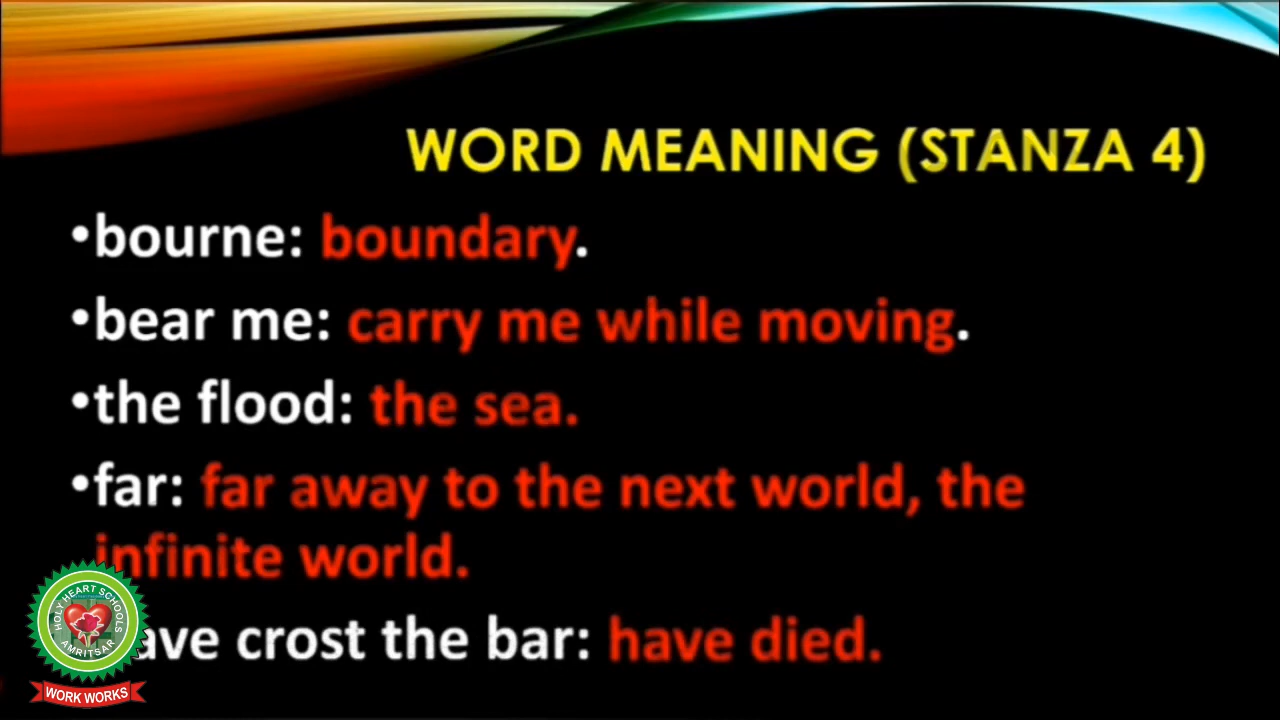 WORD MEANING (STANZA 4)
•bourne: boundary.
•bear me: carry me while moving.
•the flood: the sea.
•far: far away to the next world, the
infinite world.
ave crost the bar: have died.
HOLY HEART SCHOOLS
AMRITSAR
WORK WORKS